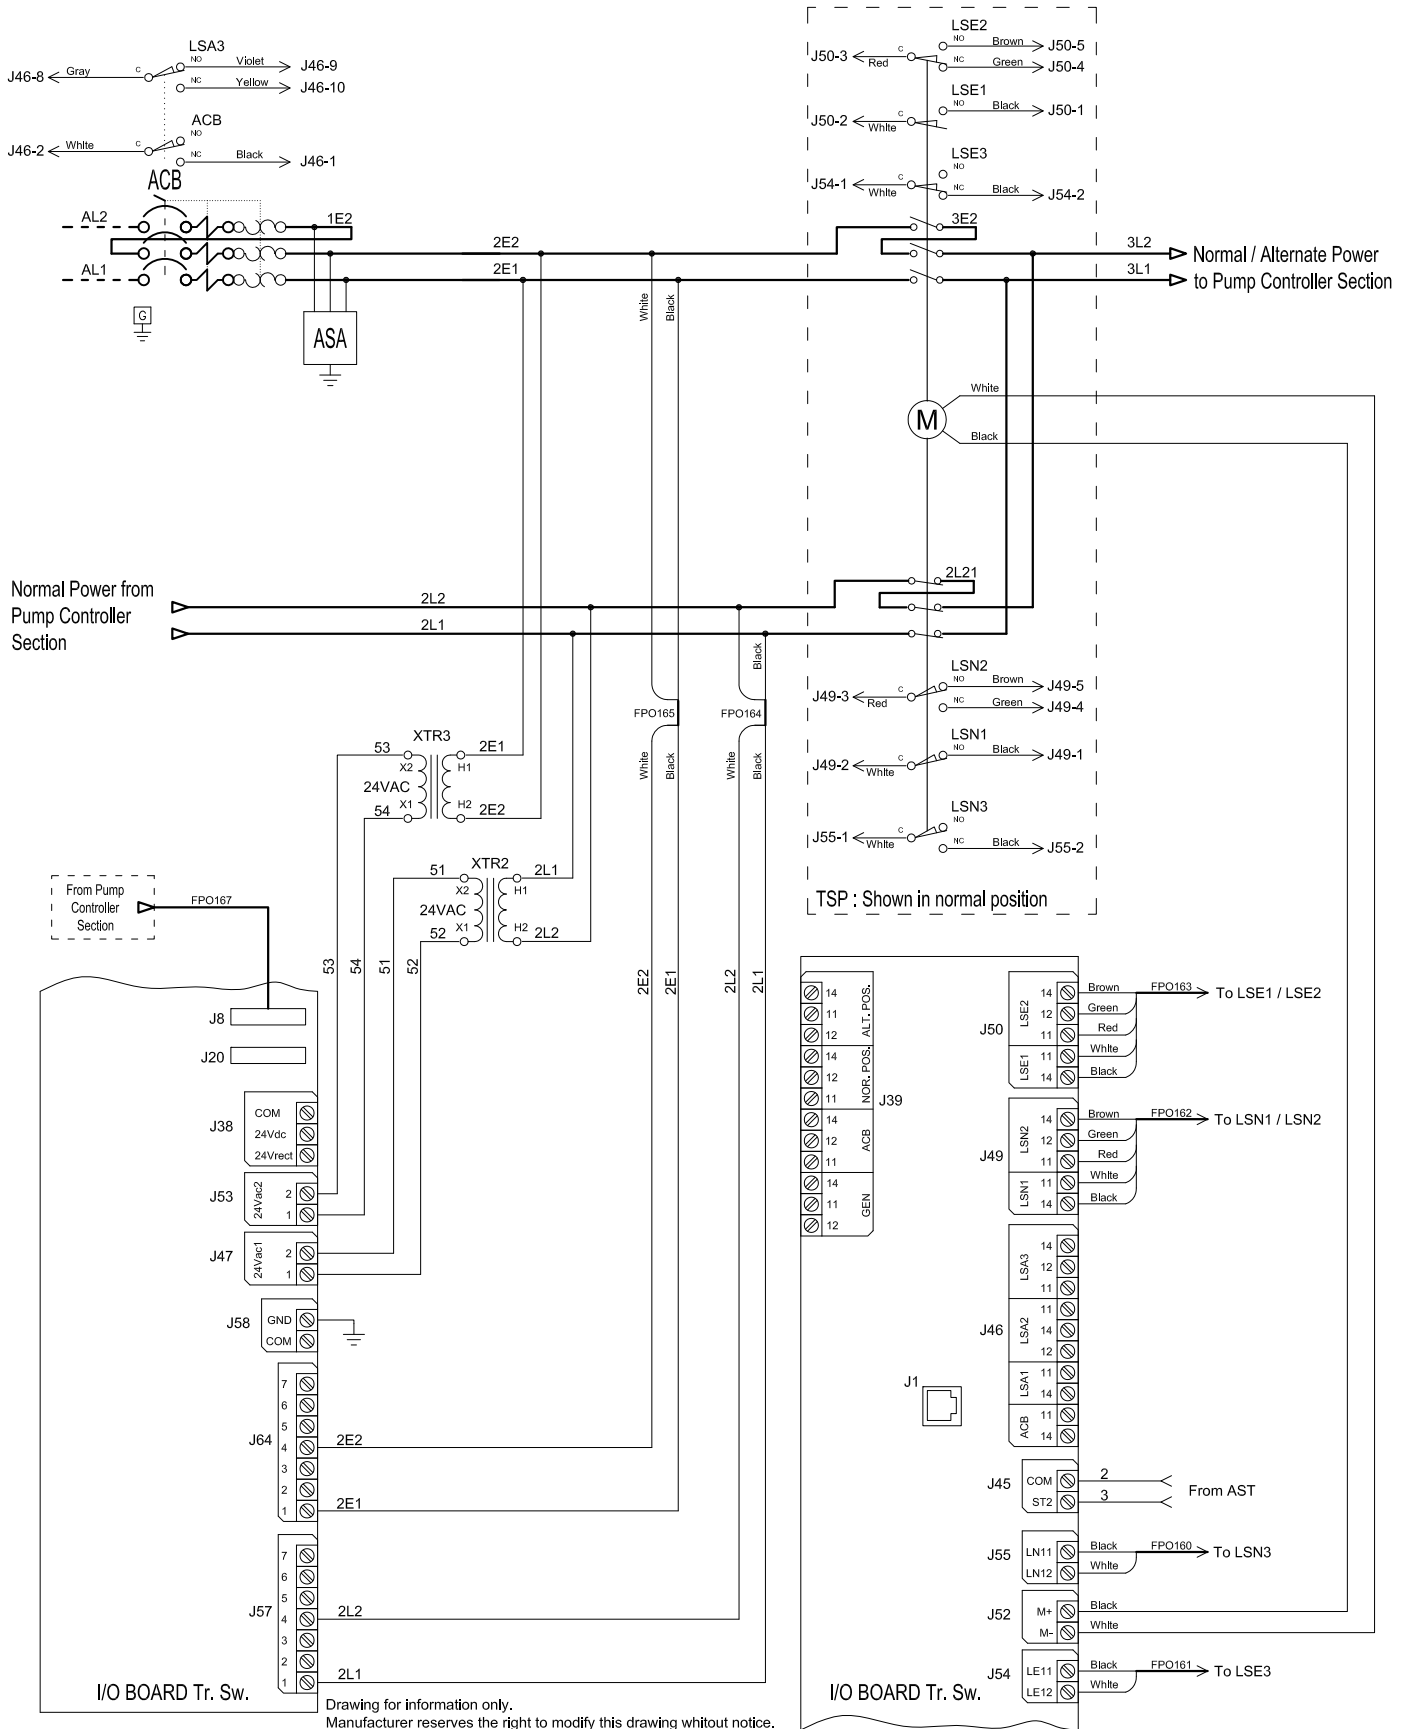 LSA3
J46-8 Gray C NO Violet J46-9
NC Yellow J46-10
ACB
J46-2 White C NO
NC Black J46-1
ACB
AL2
1E2
2E2
AL1
2E1
G
ASA
White
Black
LSE2
J50-3 Red C NO Brown J50-5
NC Green J50-4
LSE1
J50-2 White C NO Black J50-1
LSE3
J54-1 White C NO
NC Black J54-2
3E2
3L2
3L1
Normal / Alternate Power
to Pump Controller Section
M
White
Black
Normal Power from
Pump Controller
Section
2L2
2L1
2L21
LSN2
J49-3 Red C NO Brown J49-5
NC Green J49-4
LSN1
J49-2 White C NO Black J49-1
LSN3
J55-1 White C NO
NC Black J55-2
TSP : Shown in normal position
Black
FPO165
FPO164
White
Black
White
Black
XTR3
53 X2 H1 2E1
24VAC
54 X1 H2 2E2
XTR2
51 X2 H1 2L1
24VAC
52 X1 H2 2L2
From Pump
Controller
Section
FPO167
53
54
51
52
2E2
2E1
2L2
2L1
J8
J20
J38
COM
24Vdc
24Vrect
J53
24Vac2
2
1
J47
24Vac1
2
1
J58
GND
COM
J64
7
6
5
4 2E2
3
2
1 2E1
J57
7
6
5
4 2L2
3
2
1 2L1
I/O BOARD Tr. Sw.
Drawing for information only.
Manufacturer reserves the right to modify this drawing whitout notice.
J39
ALT. POS.
14
11
12
NOR. POS.
14
12
11
ACB
14
12
11
GEN
14
11
12
J50
LSE2
14 Brown FPO163 To LSE1 / LSE2
12 Green
11 Red
LSE1
11 White
14 Black
J49
LSN2
14 Brown FPO162 To LSN1 / LSN2
12 Green
11 Red
LSN1
11 White
14 Black
J46
LSA3
14
12
11
LSA2
11
14
12
LSA1
11
14
ACB
11
14
J1
J45
COM 2
ST2 3
From AST
J55
LN11 Black FPO160 To LSN3
LN12 White
J52
M+ Black
M- White
J54
LE11 Black FPO161 To LSE3
LE12 White
I/O BOARD Tr. Sw.